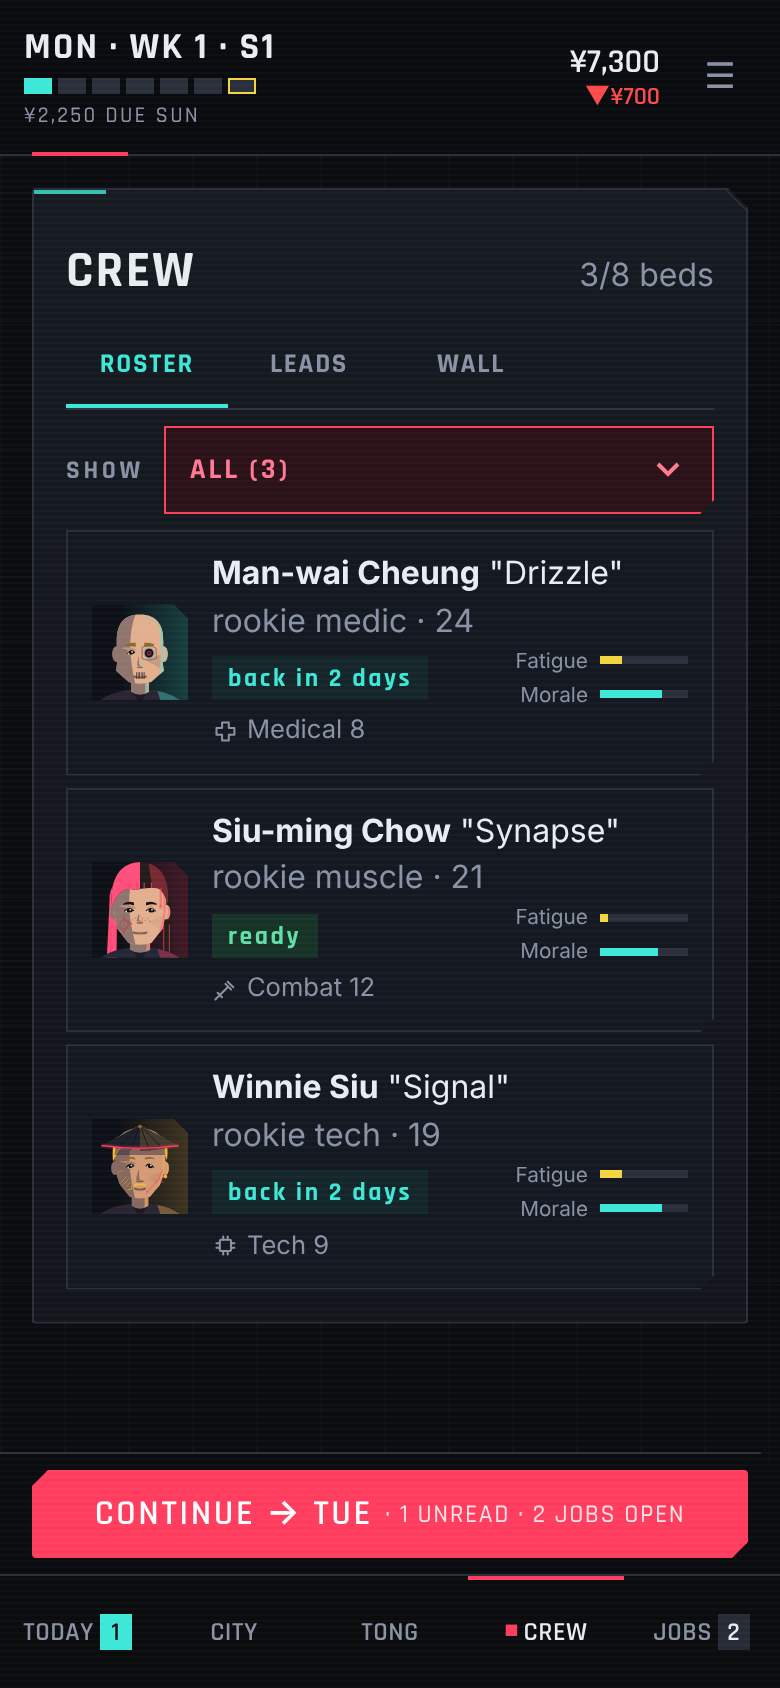 MON · WK 1 · S1
¥2,250 DUE SUN
¥7,300
▼¥700
CREW
3/8 beds
ROSTER LEADS WALL
SHOW ALL (3)
Man-wai Cheung "Drizzle"
rookie medic · 24
back in 2 days
Fatigue
Morale
Medical 8
Siu-ming Chow "Synapse"
rookie muscle · 21
ready
Fatigue
Morale
Combat 12
Winnie Siu "Signal"
rookie tech · 19
back in 2 days
Fatigue
Morale
Tech 9
CONTINUE → TUE · 1 UNREAD · 2 JOBS OPEN
TODAY 1 CITY TONG CREW JOBS 2